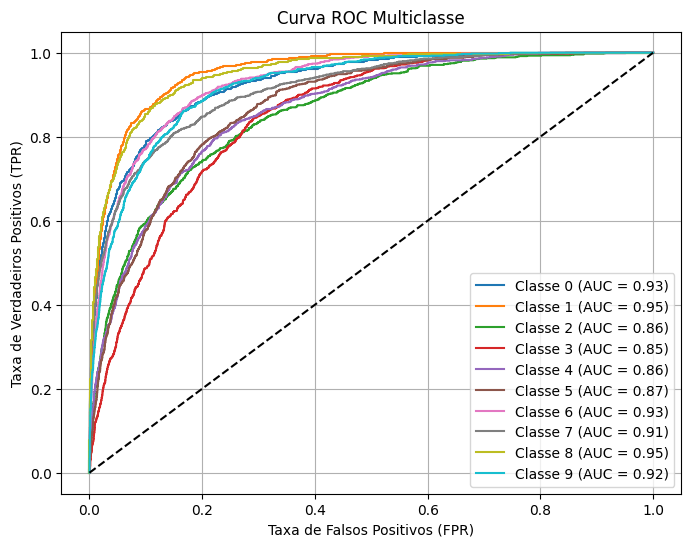 Curva ROC Multiclasse
Taxa de Verdadeiros Positivos (TPR)
1.0
0.8
0.6
0.4
0.2
0.0
0.0 0.2 0.4 0.6 0.8 1.0
Taxa de Falsos Positivos (FPR)
Classe 0 (AUC = 0.93)
Classe 1 (AUC = 0.95)
Classe 2 (AUC = 0.86)
Classe 3 (AUC = 0.85)
Classe 4 (AUC = 0.86)
Classe 5 (AUC = 0.87)
Classe 6 (AUC = 0.93)
Classe 7 (AUC = 0.91)
Classe 8 (AUC = 0.95)
Classe 9 (AUC = 0.92)